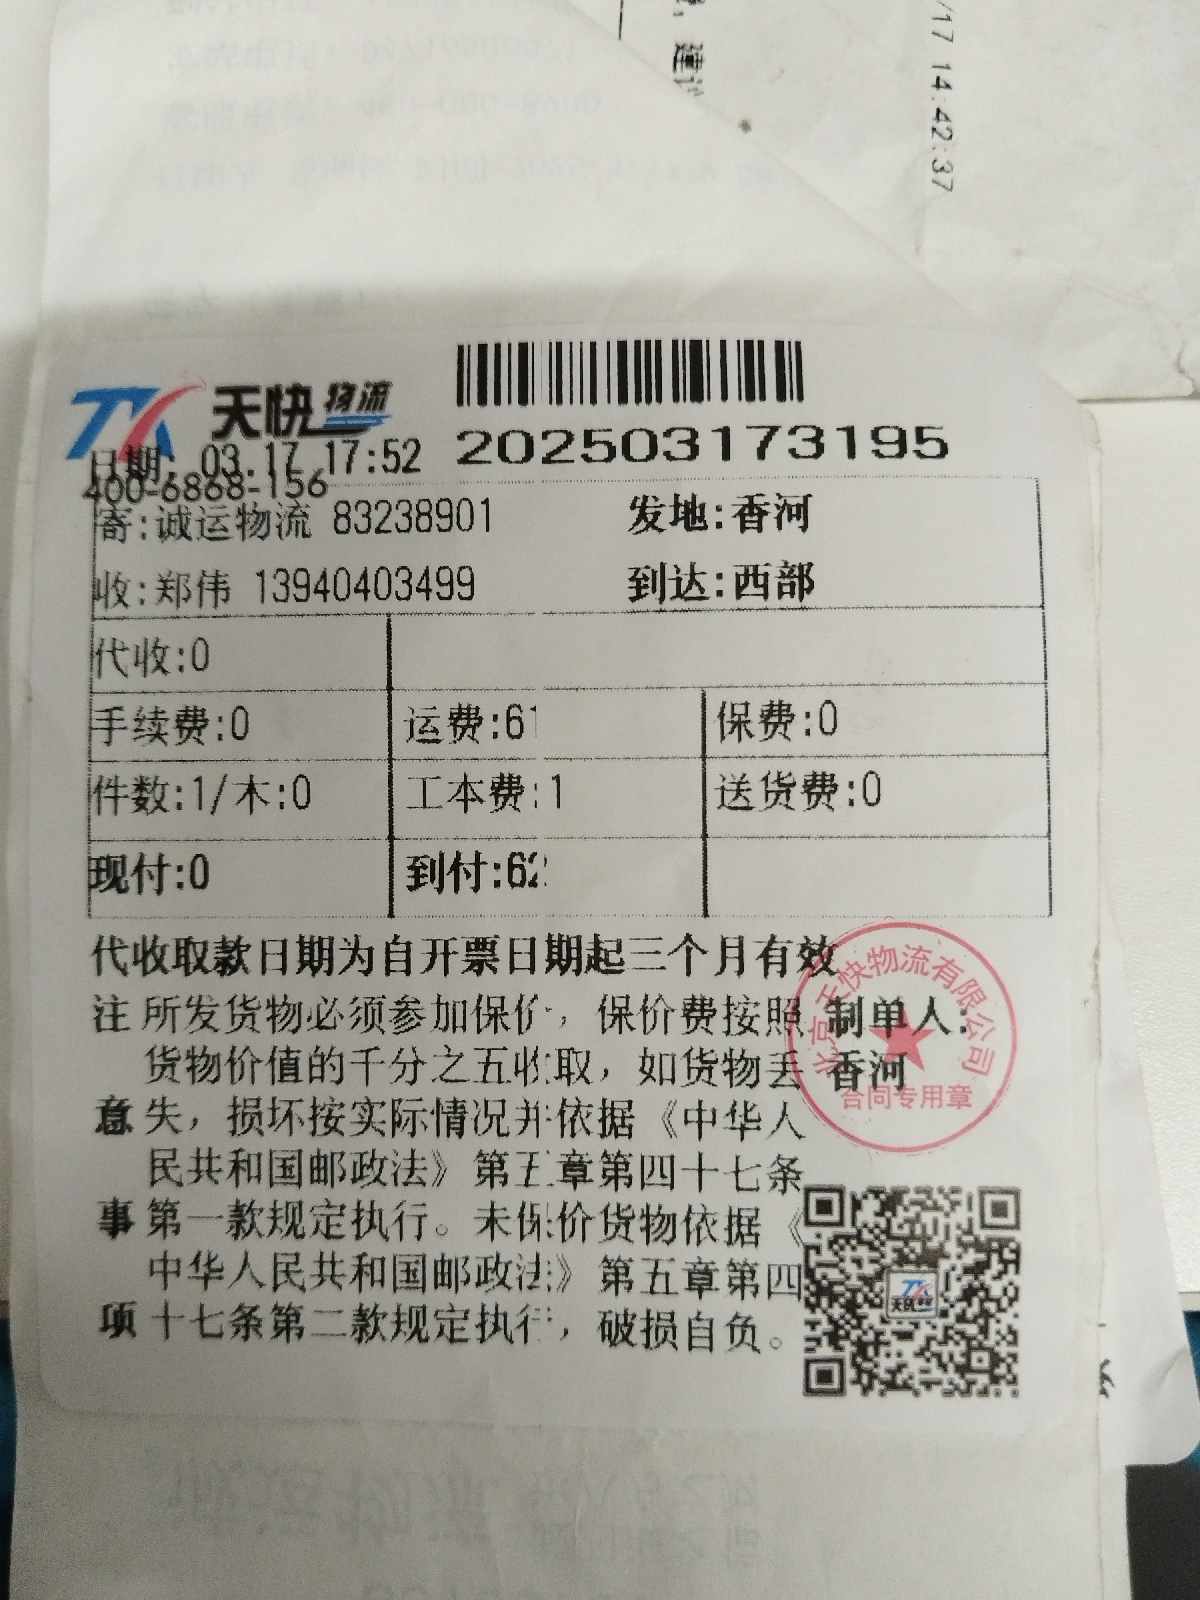 /17 14:42:37
TK 天快物流
202503173195
日期: 03.17 17:52
400-6868-156
寄:诚运物流 83238901 发地:香河
收:郑伟 13940403499 到达:西部
代收:0
手续费:0 运费:61 保费:0
件数:1/木:0 工本费:1 送货费:0
现付:0 到付:62
代收取款日期为自开票日期起三个月有效
注 所发货物必须参加保价,保价费按照 制单人:
货物价值的千分之五收取,如货物丢 香河
意 失,损坏按实际情况并依据《中华人
民共和国邮政法》第五章第四十七条
事 第一款规定执行。未保价货物依据《
中华人民共和国邮政法》第五章第四
项 十七条第二款规定执行,破损自负。
北京天快物流有限公司
合同专用章
天快